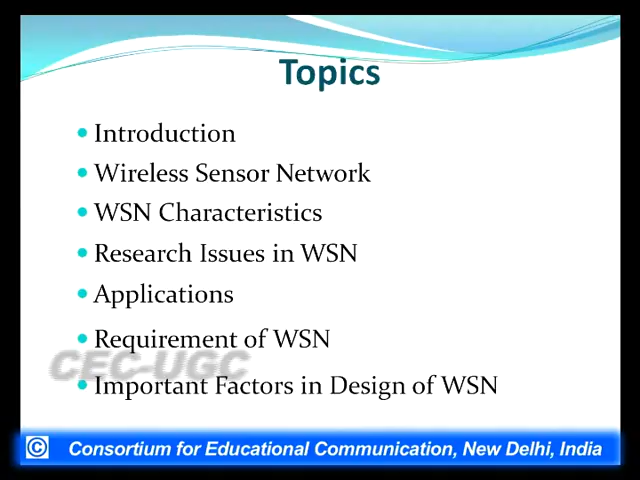 Topics
Introduction
Wireless Sensor Network
WSN Characteristics
Research Issues in WSN
Applications
Requirement of WSN
CEC-UGC
Important Factors in Design of WSN
© Consortium for Educational Communication, New Delhi, India